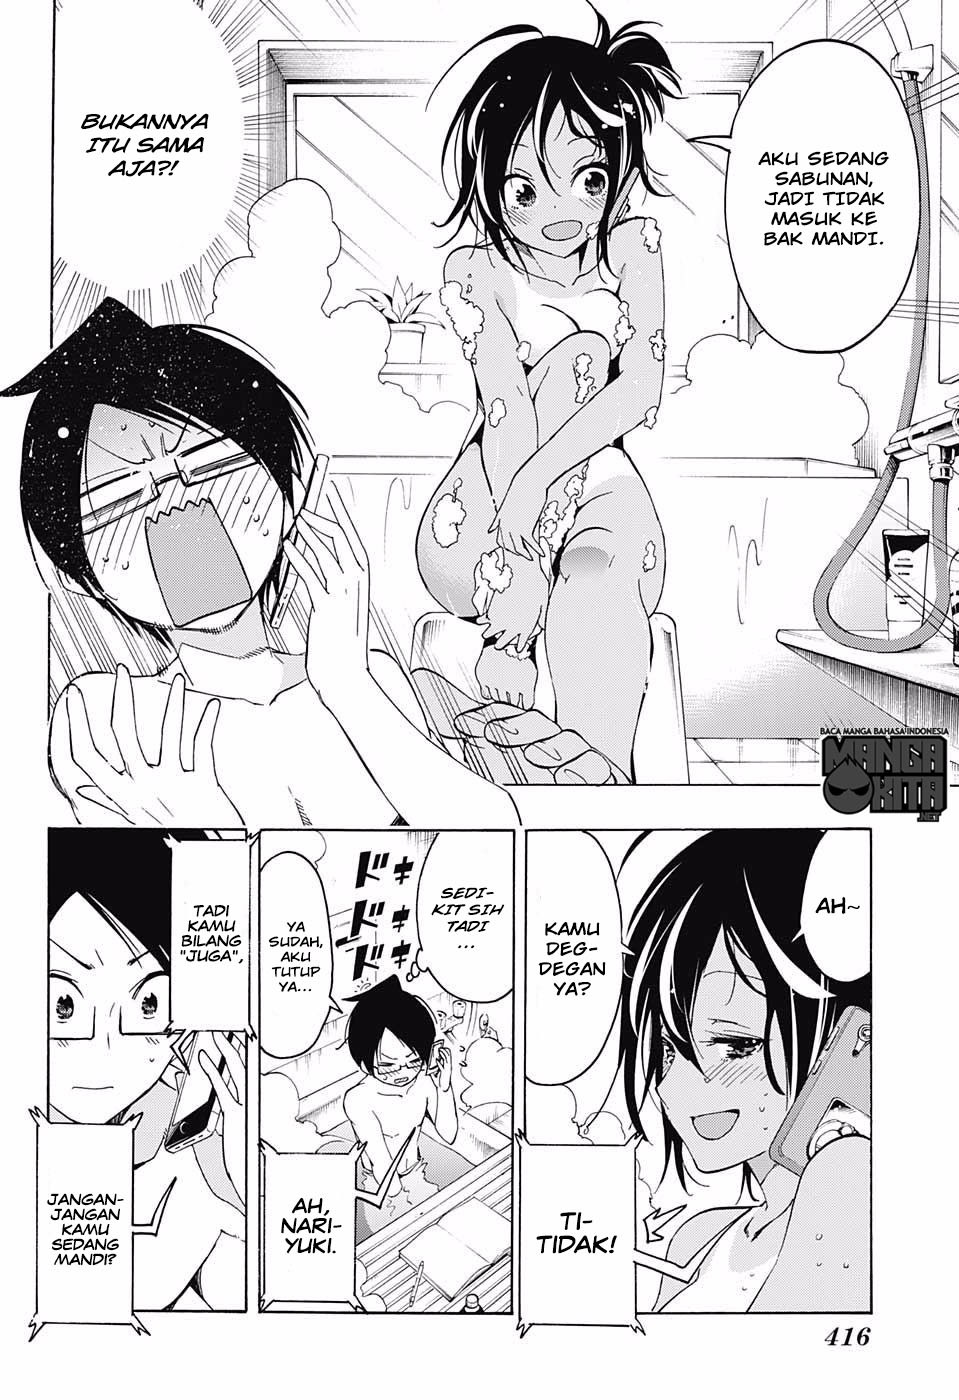 AKU SEDANG
SABUNAN,
JADI TIDAK
MASUK KE
BAK MANDI.
BUKANNYA
ITU SAMA
AJA?!
BACA MANGA BAHASA INDONESIA
MANGA
KITA
.NET
AH~
KAMU
DEG-
DEGAN
YA?
TI-
TIDAK!
SEDI-
KIT SIH
TADI
...
ドキ
ドキ
ドキ
YA
SUDAH,
AKU
TUTUP
YA...
AH,
NARI-
YUKI.
TADI
KAMU
BILANG
"JUGA",
JANGAN-
JANGAN
KAMU
SEDANG
MANDI?
416